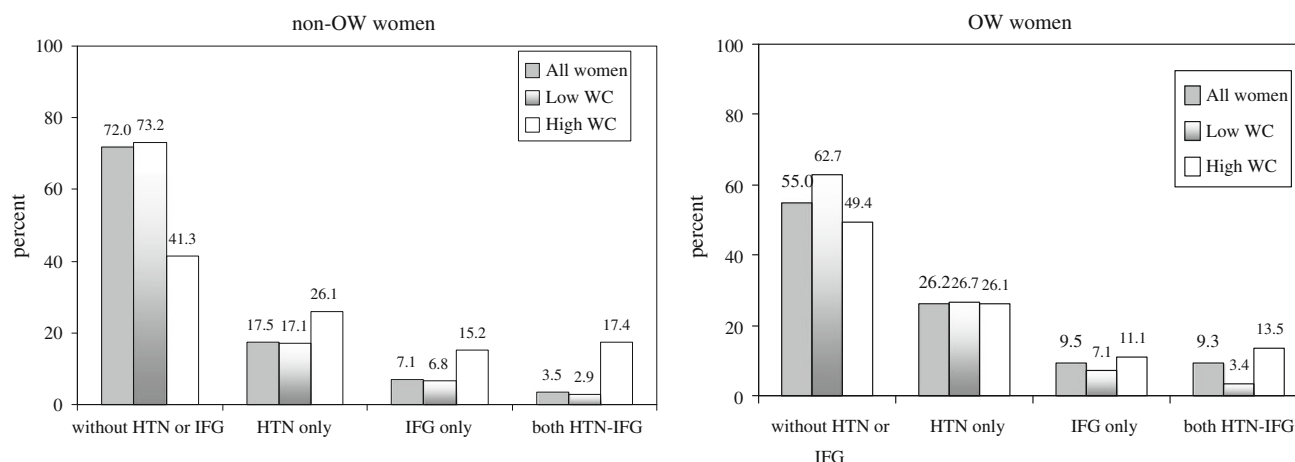 non-OW women
100
80
60
40
20
0
percent
All women
Low WC
High WC
72.0
73.2
41.3
17.5
17.1
26.1
7.1
6.8
15.2
3.5
2.9
17.4
without HTN or IFG
HTN only
IFG only
both HTN-IFG
OW women
100
80
60
40
20
0
percent
All women
Low WC
High WC
55.0
62.7
49.4
26.2
26.7
26.1
9.5
7.1
11.1
9.3
3.4
13.5
without HTN or
IFG
HTN only
IFG only
both HTN-IFG